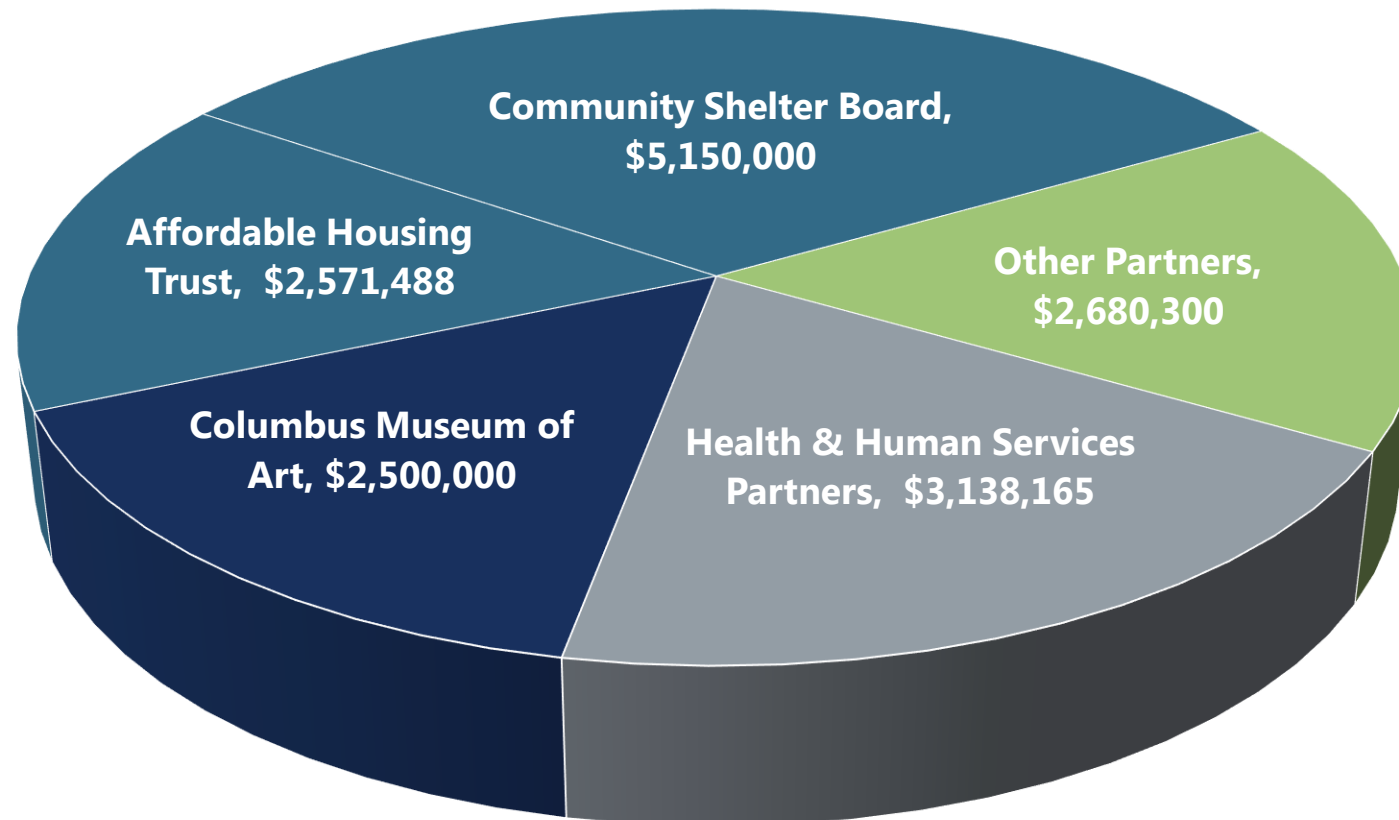 Community Shelter Board,
$5,150,000
Affordable Housing
Trust,  $2,571,488
Other Partners,
$2,680,300
Columbus Museum of
Art, $2,500,000
Health & Human Services
Partners,  $3,138,165